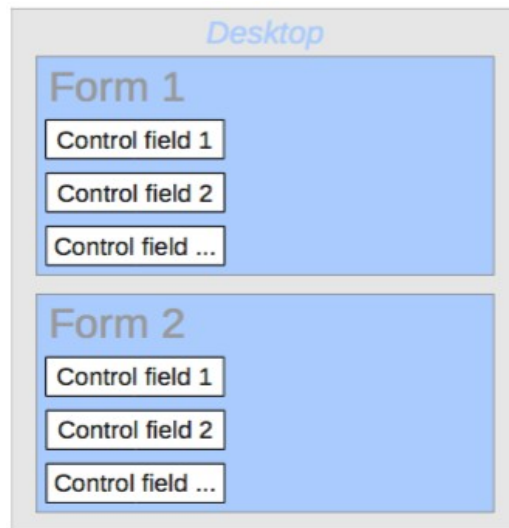 Desktop
Form 1
Control field 1
Control field 2
Control field ...
Form 2
Control field 1
Control field 2
Control field ...